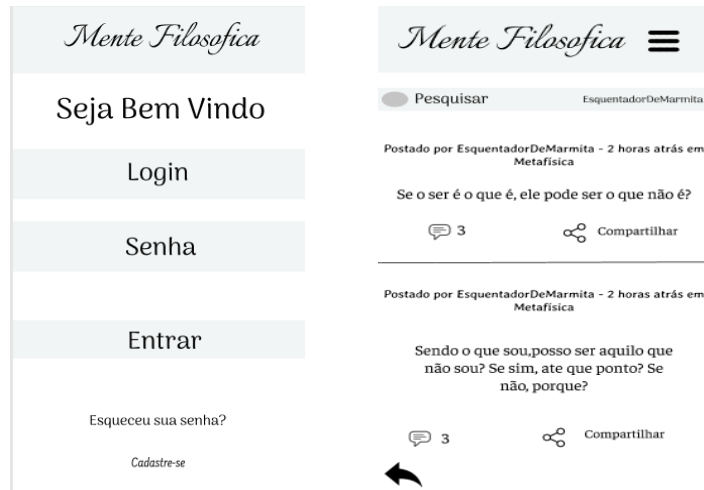 Mente Filosofica
Seja Bem Vindo
Login
Senha
Entrar
Esqueceu sua senha?
Cadastre-se
Mente Filosofica
Pesquisar EsquentadorDeMarmita
Postado por EsquentadorDeMarmita - 2 horas atrás em
Metafísica
Se o ser é o que é, ele pode ser o que não é?
3 Compartilhar
Postado por EsquentadorDeMarmita - 2 horas atrás em
Metafísica
Sendo o que sou,posso ser aquilo que
não sou? Se sim, ate que ponto? Se
não, porque?
3 Compartilhar